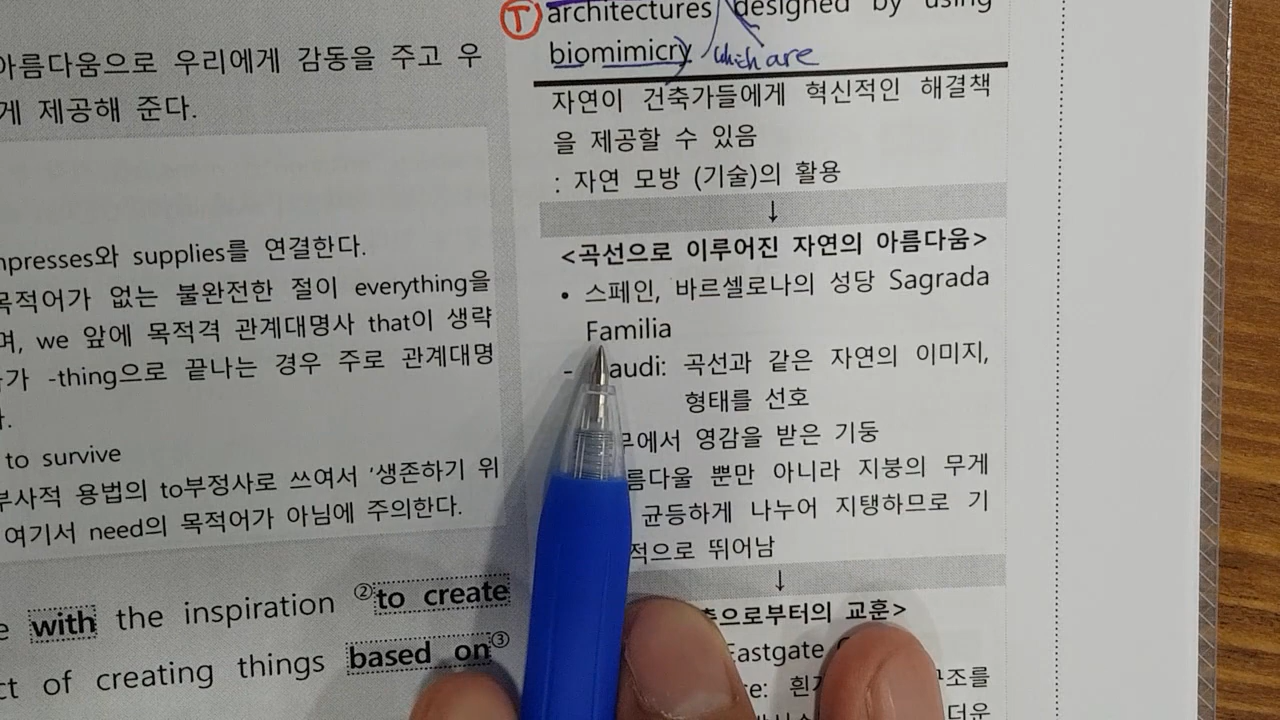 아름다움으로 우리에게 감동을 주고 우
게 제공해 준다.
와 supplies를 연결한다.
목적어가 없는 불완전한 절이 everything을
며, we 앞에 목적격 관계대명사 that이 생략
가 -thing으로 끝나는 경우 주로 관계대명
to survive
부사적 용법의 to부정사로 쓰여서 '생존하기 위
여기서 need의 목적어가 아님에 주의한다.
with the inspiration ②to create
of creating things based on③
T architectures designed by using
biomimicry which are
자연이 건축가들에게 혁신적인 해결책
을 제공할 수 있음
: 자연 모방 (기술)의 활용
↓
<곡선으로 이루어진 자연의 아름다움>
• 스페인, 바르셀로나의 성당 Sagrada
Familia
- audi: 곡선과 같은 자연의 이미지,
형태를 선호
에서 영감을 받은 기둥
름다울 뿐만 아니라 지붕의 무게
균등하게 나누어 지탱하므로 기
적으로 뛰어남
↓
으로부터의 교훈>
Eastgate
구조를
더운